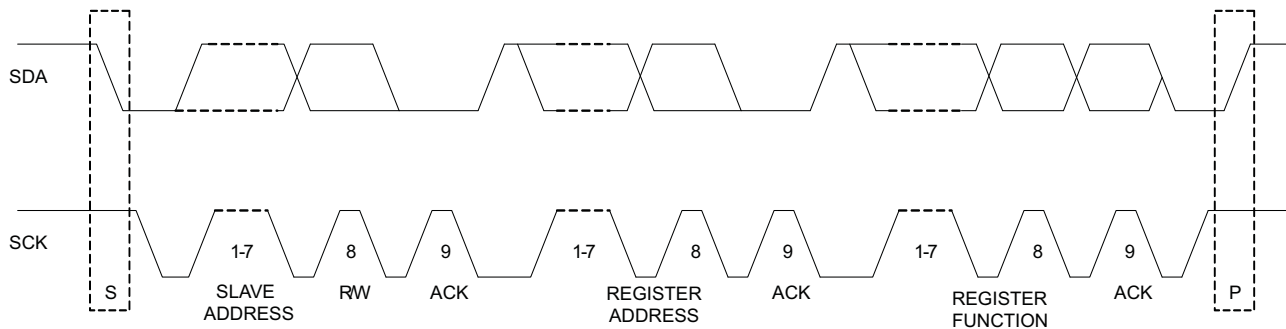 SDA
SCK
1-7
8
9
1-7
8
9
1-7
8
9
S
SLAVE
ADDRESS
R/W
ACK
REGISTER
ADDRESS
ACK
REGISTER
FUNCTION
ACK
P